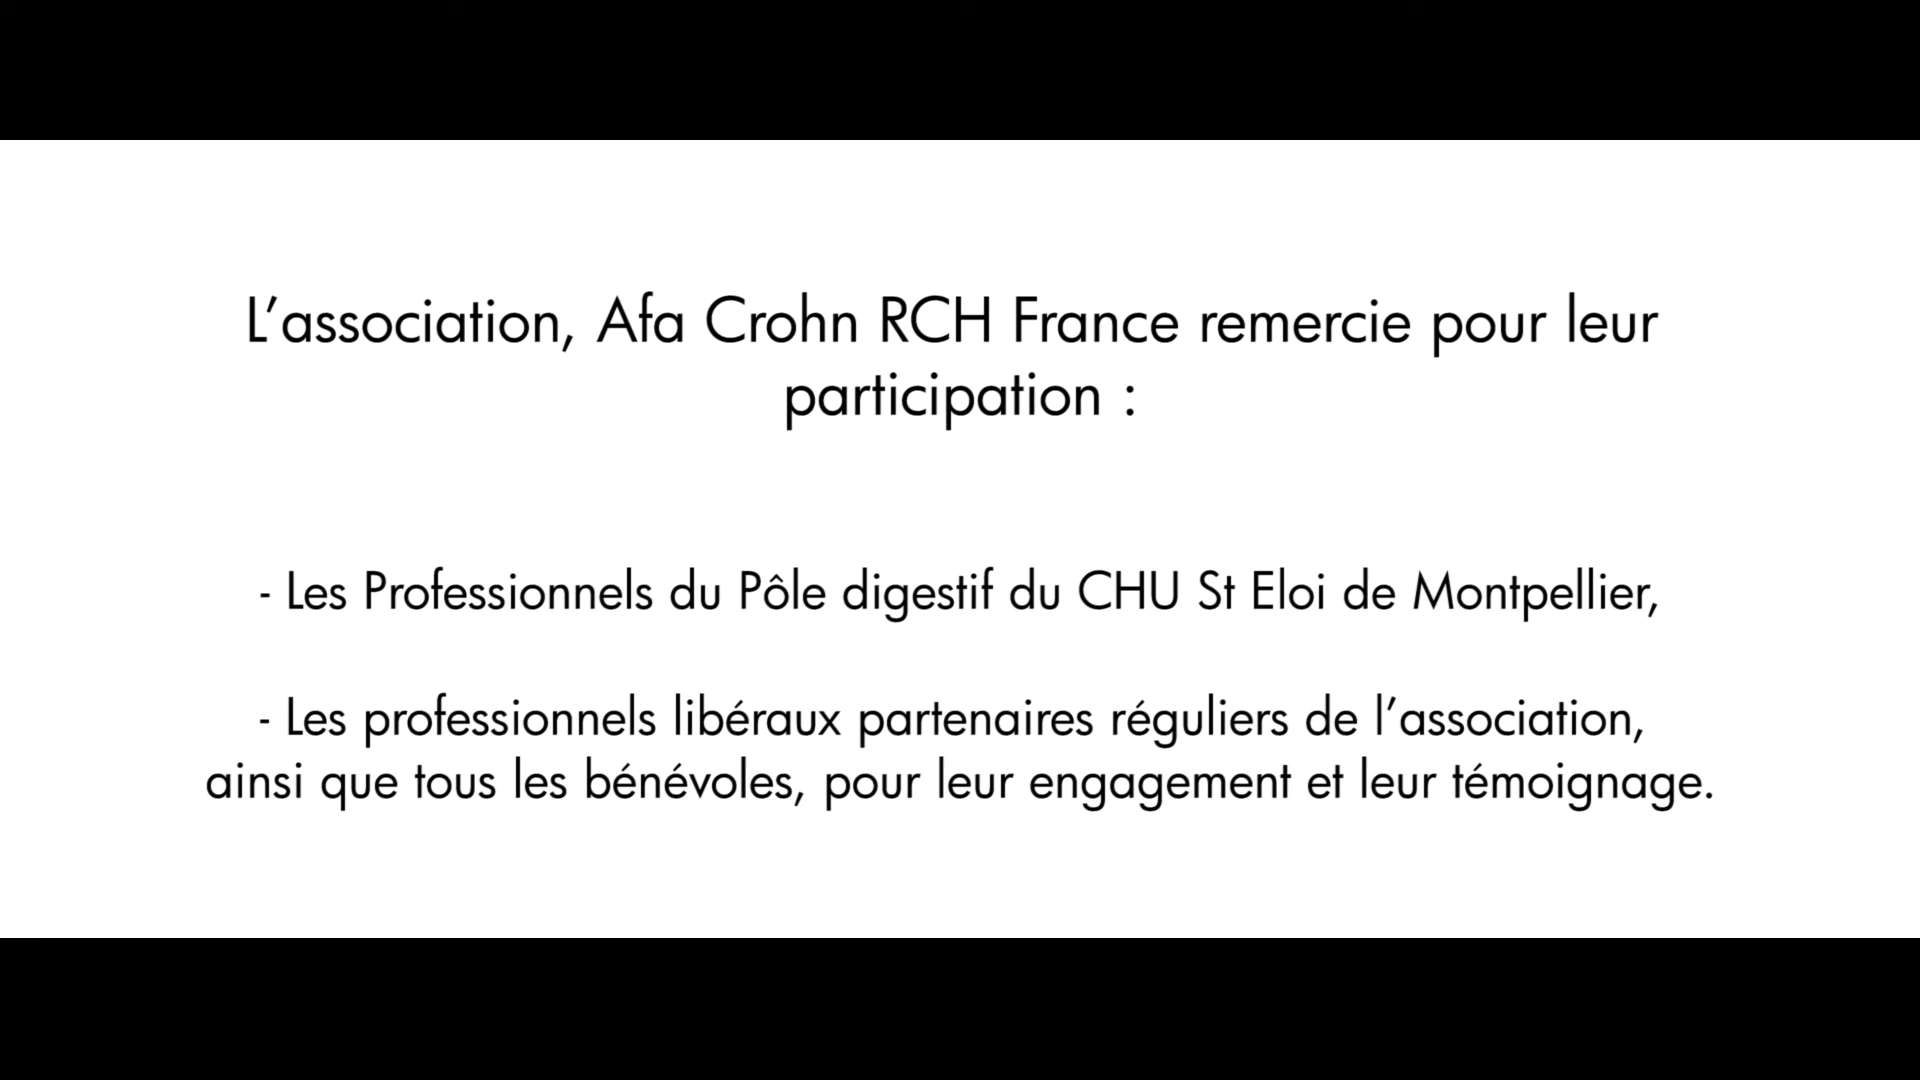 L’association, Afa Crohn RCH France remercie pour leur
participation :
- Les Professionnels du Pôle digestif du CHU St Eloi de Montpellier,
- Les professionnels libéraux partenaires réguliers de l’association,
ainsi que tous les bénévoles, pour leur engagement et leur témoignage.